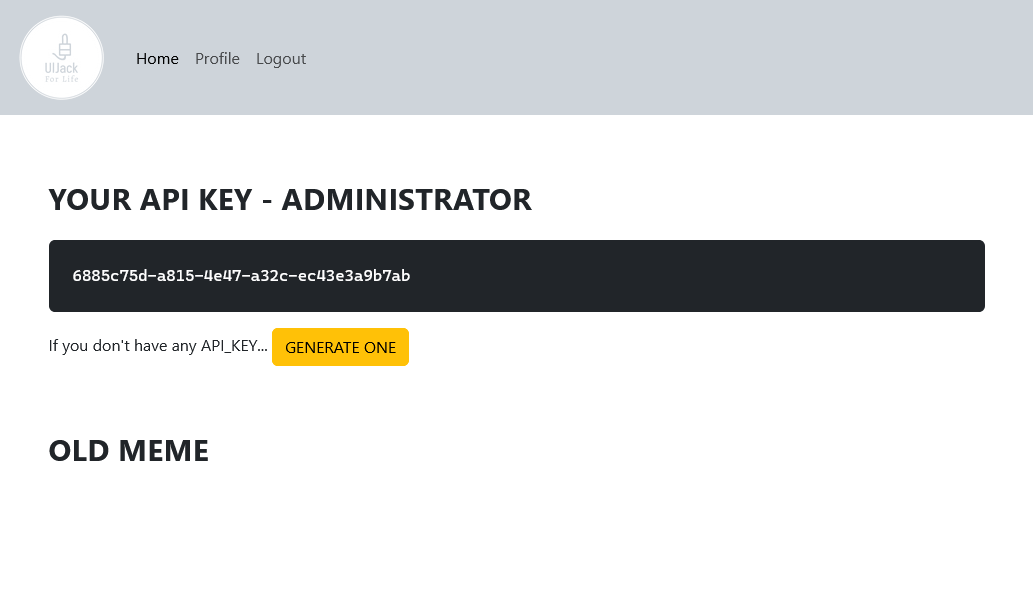 UIJack
For Life
Home Profile Logout
YOUR API KEY - ADMINISTRATOR
6885c75d-a815-4e47-a32c-ec43e3a9b7ab
If you don't have any API_KEY... GENERATE ONE
OLD MEME